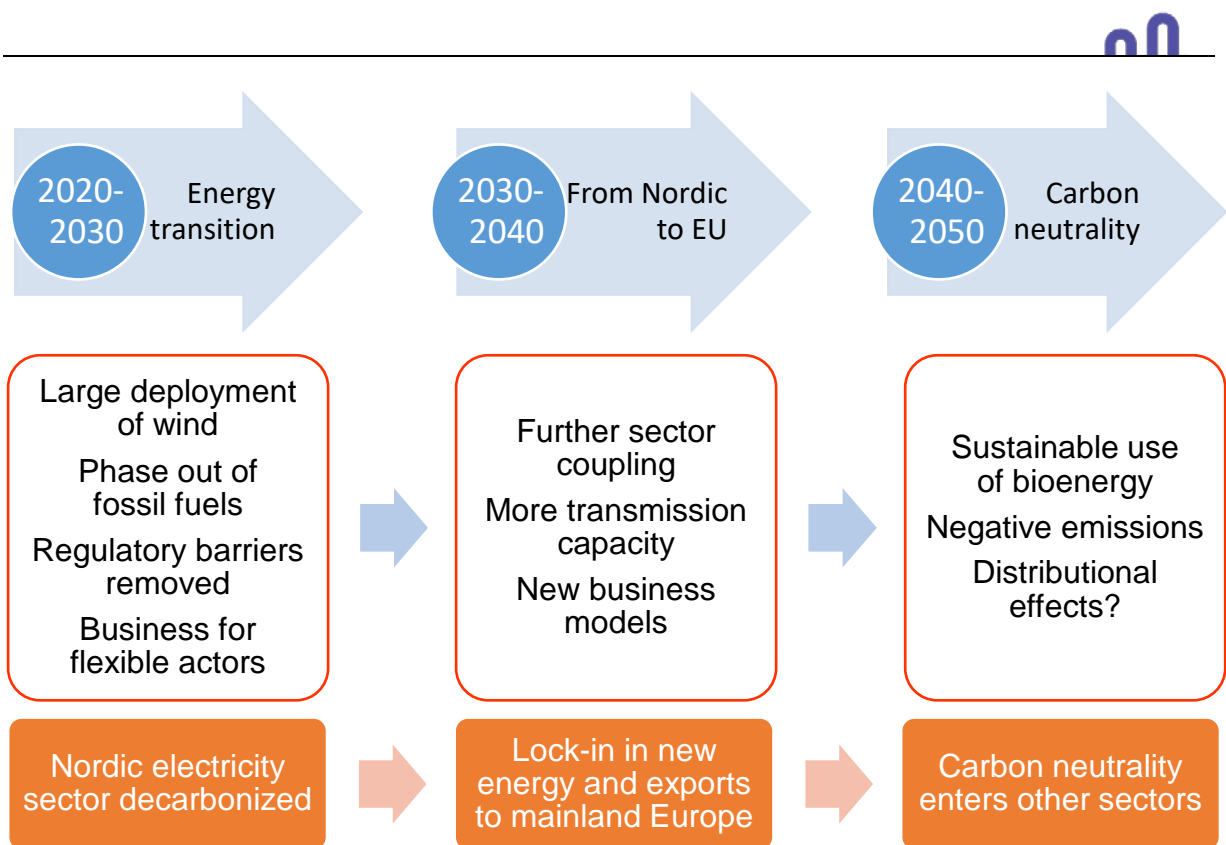 2020-
2030
Energy
transition
2030-
2040
From Nordic
to EU
2040-
2050
Carbon
neutrality
Large deployment
of wind
Phase out of
fossil fuels
Regulatory barriers
removed
Business for
flexible actors
Further sector
coupling
More transmission
capacity
New business
models
Sustainable use
of bioenergy
Negative emissions
Distributional
effects?
Nordic electricity
sector decarbonized
Lock-in in new
energy and exports
to mainland Europe
Carbon neutrality
enters other sectors